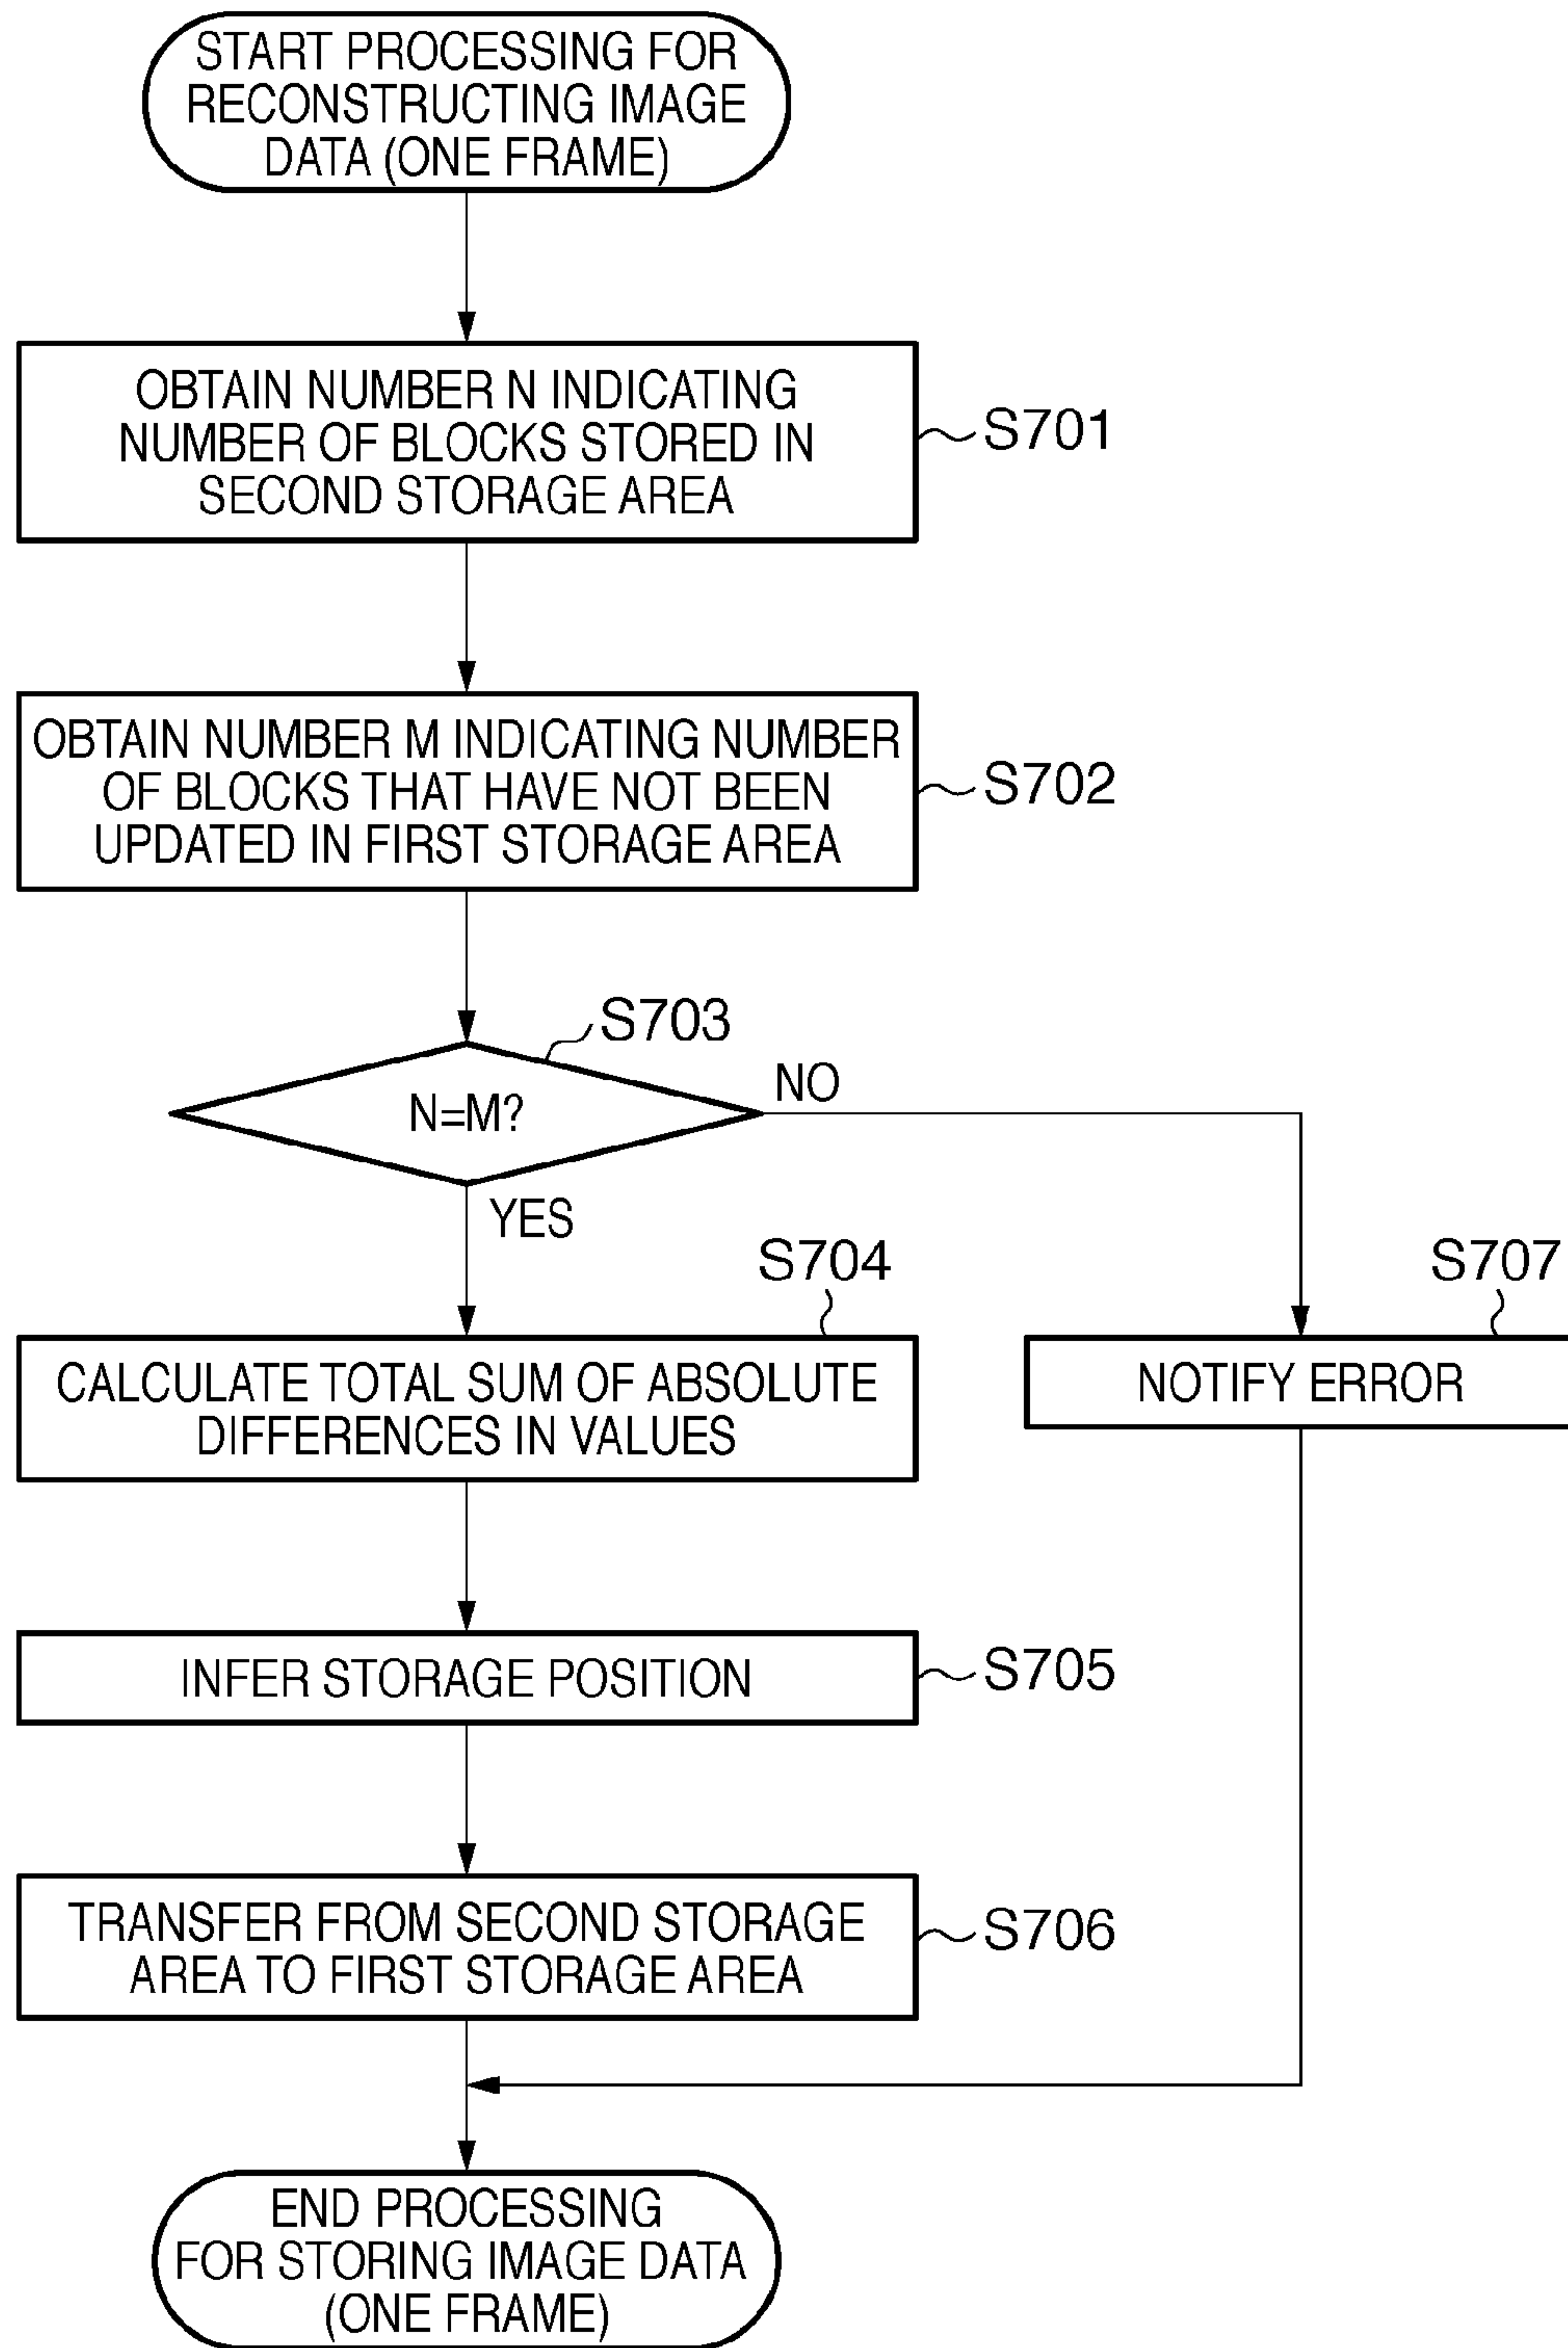 START PROCESSING FOR
RECONSTRUCTING IMAGE
DATA (ONE FRAME)
OBTAIN NUMBER N INDICATING
NUMBER OF BLOCKS STORED IN
SECOND STORAGE AREA
S701
OBTAIN NUMBER M INDICATING NUMBER
OF BLOCKS THAT HAVE NOT BEEN
UPDATED IN FIRST STORAGE AREA
S702
S703
N=M?
NO
YES
S704
CALCULATE TOTAL SUM OF ABSOLUTE
DIFFERENCES IN VALUES
S707
NOTIFY ERROR
INFER STORAGE POSITION
S705
TRANSFER FROM SECOND STORAGE
AREA TO FIRST STORAGE AREA
S706
END PROCESSING
FOR STORING IMAGE DATA
(ONE FRAME)